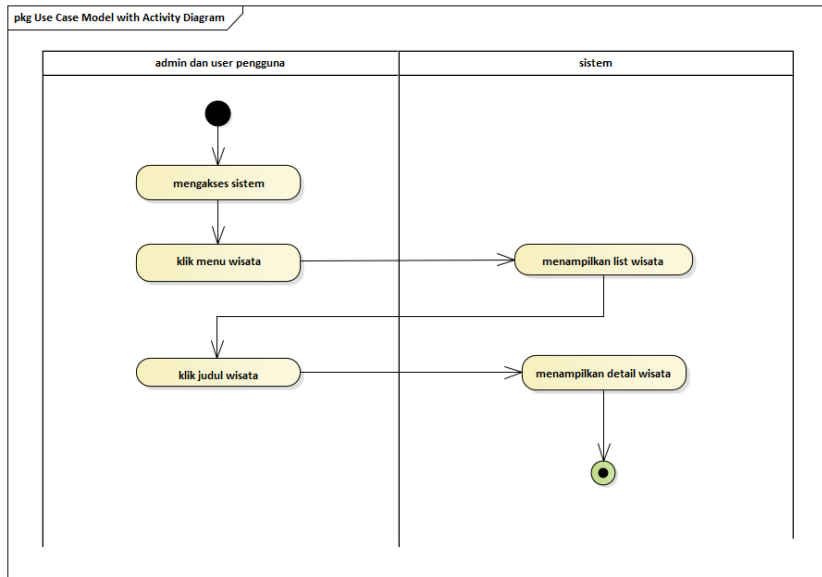 pkg Use Case Model with Activity Diagram
admin dan user pengguna
sistem
mengakses sistem
klik menu wisata
menampilkan list wisata
klik judul wisata
menampilkan detail wisata